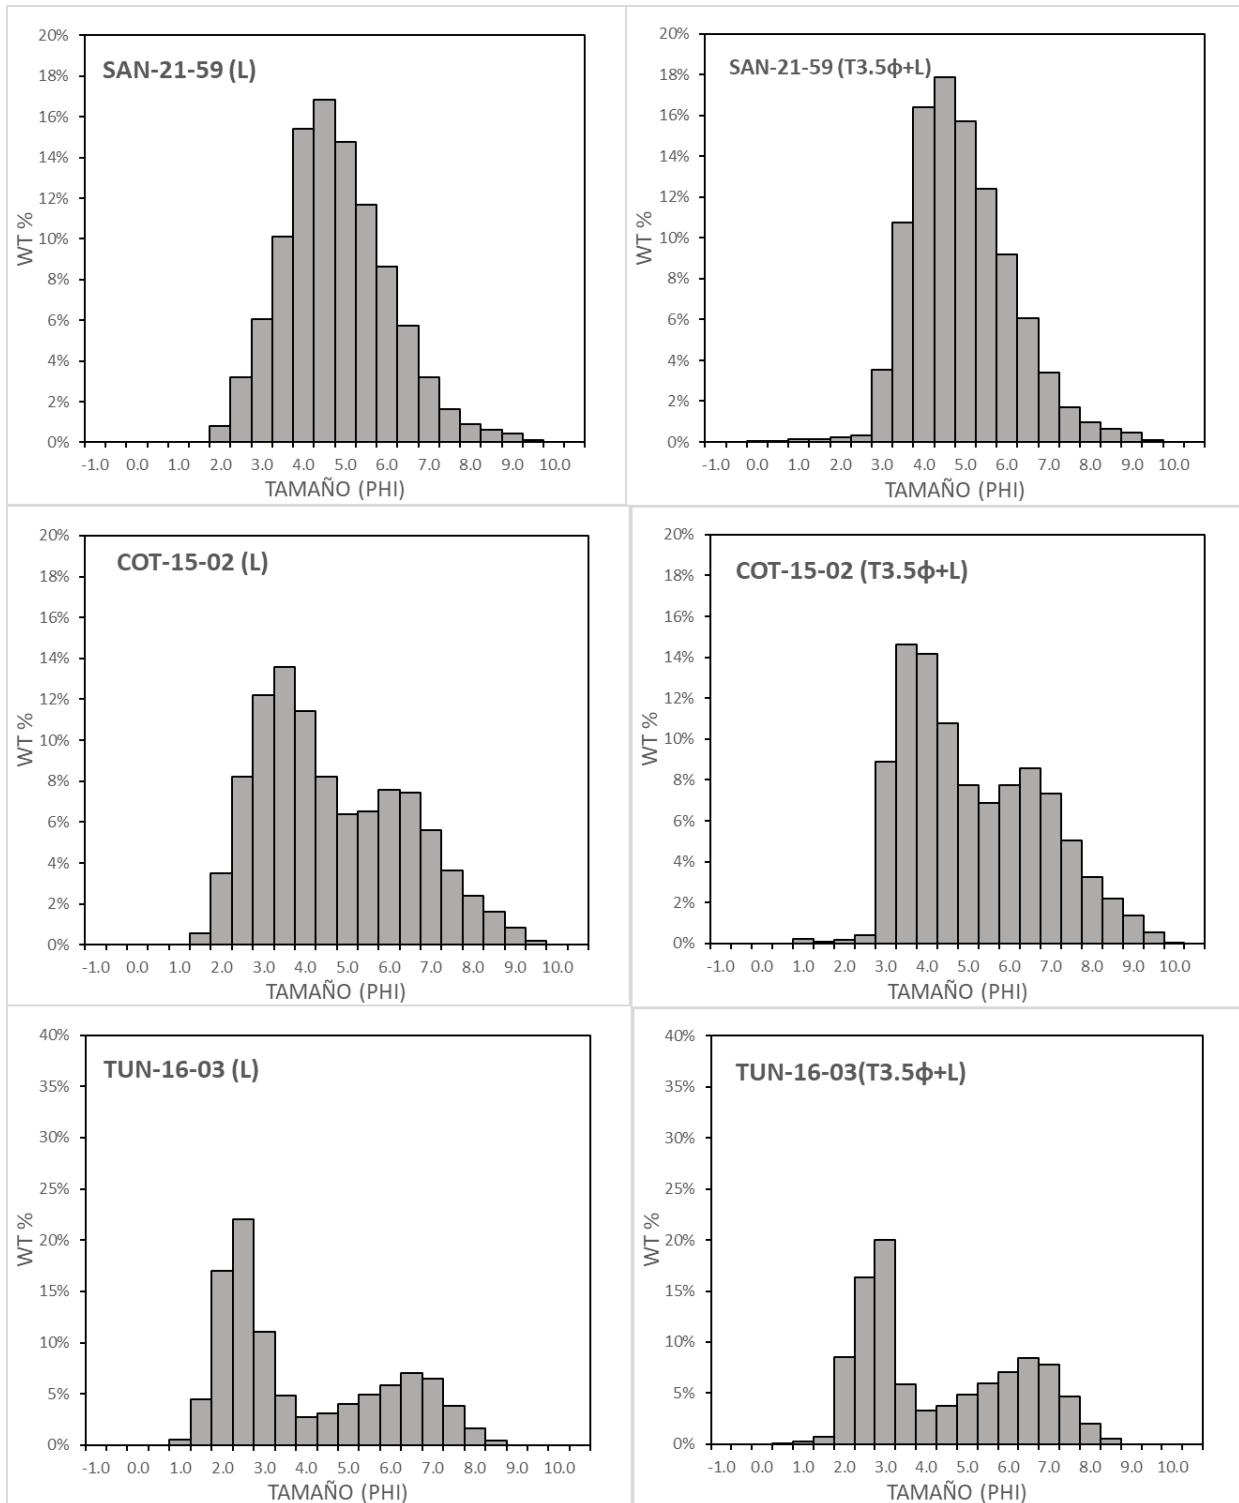 SAN-21-59 (L)
WT %
20%
18%
16%
14%
12%
10%
8%
6%
4%
2%
0%
-1.0 0.0 1.0 2.0 3.0 4.0 5.0 6.0 7.0 8.0 9.0 10.0
TAMAÑO (PHI)
SAN-21-59 (T3.5ф+L)
WT %
20%
18%
16%
14%
12%
10%
8%
6%
4%
2%
0%
-1.0 0.0 1.0 2.0 3.0 4.0 5.0 6.0 7.0 8.0 9.0 10.0
TAMAÑO (PHI)
COT-15-02 (L)
WT %
20%
18%
16%
14%
12%
10%
8%
6%
4%
2%
0%
-1.0 0.0 1.0 2.0 3.0 4.0 5.0 6.0 7.0 8.0 9.0 10.0
TAMAÑO (PHI)
COT-15-02 (T3.5ф+L)
WT %
20%
18%
16%
14%
12%
10%
8%
6%
4%
2%
0%
-1.0 0.0 1.0 2.0 3.0 4.0 5.0 6.0 7.0 8.0 9.0 10.0
TAMAÑO (PHI)
TUN-16-03 (L)
WT %
40%
35%
30%
25%
20%
15%
10%
5%
0%
-1.0 0.0 1.0 2.0 3.0 4.0 5.0 6.0 7.0 8.0 9.0 10.0
TAMAÑO (PHI)
TUN-16-03(T3.5ф+L)
WT %
40%
35%
30%
25%
20%
15%
10%
5%
0%
-1.0 0.0 1.0 2.0 3.0 4.0 5.0 6.0 7.0 8.0 9.0 10.0
TAMAÑO (PHI)